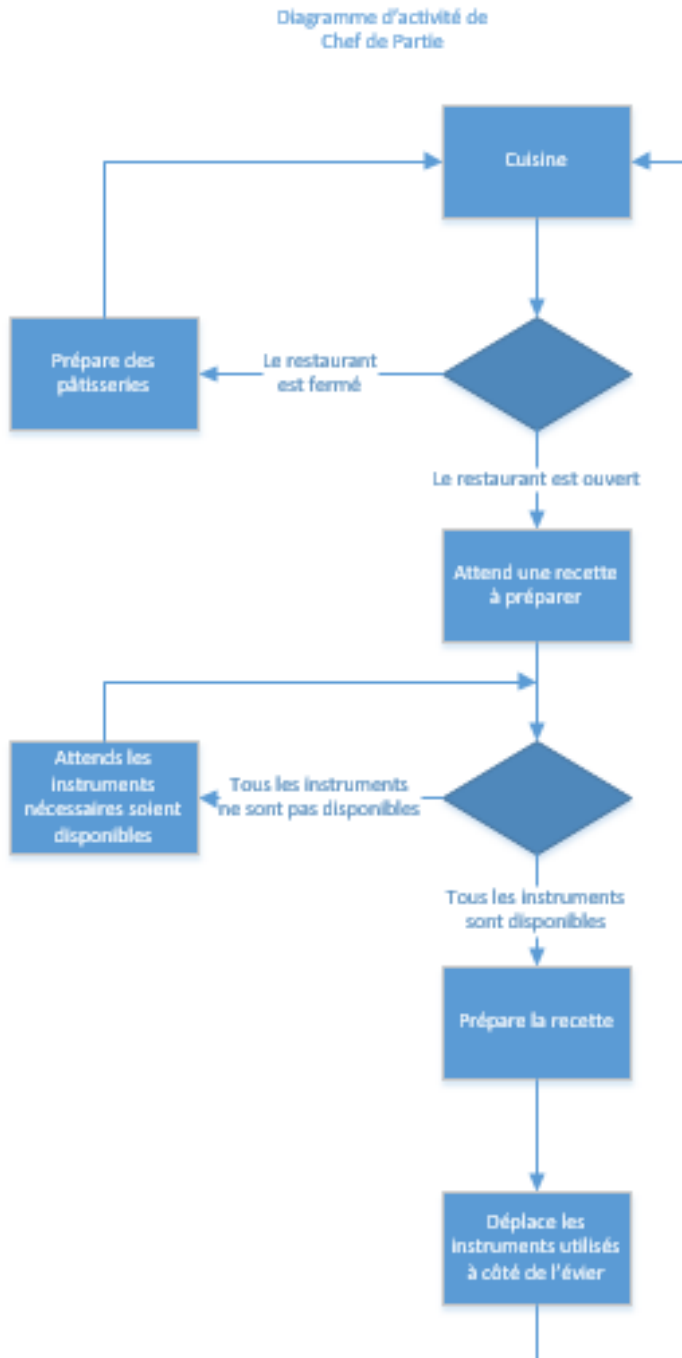 Diagramme d'activité de
Chef de Partie
Cuisine
Prépare des
pâtisseries
Le restaurant
est fermé
Le restaurant est ouvert
Attend une recette
à préparer
Attends les
instruments
nécessaires soient
disponibles
Tous les instruments
ne sont pas disponibles
Tous les instruments
sont disponibles
Prépare la recette
Déplace les
instruments utilisés
à côté de l'évier